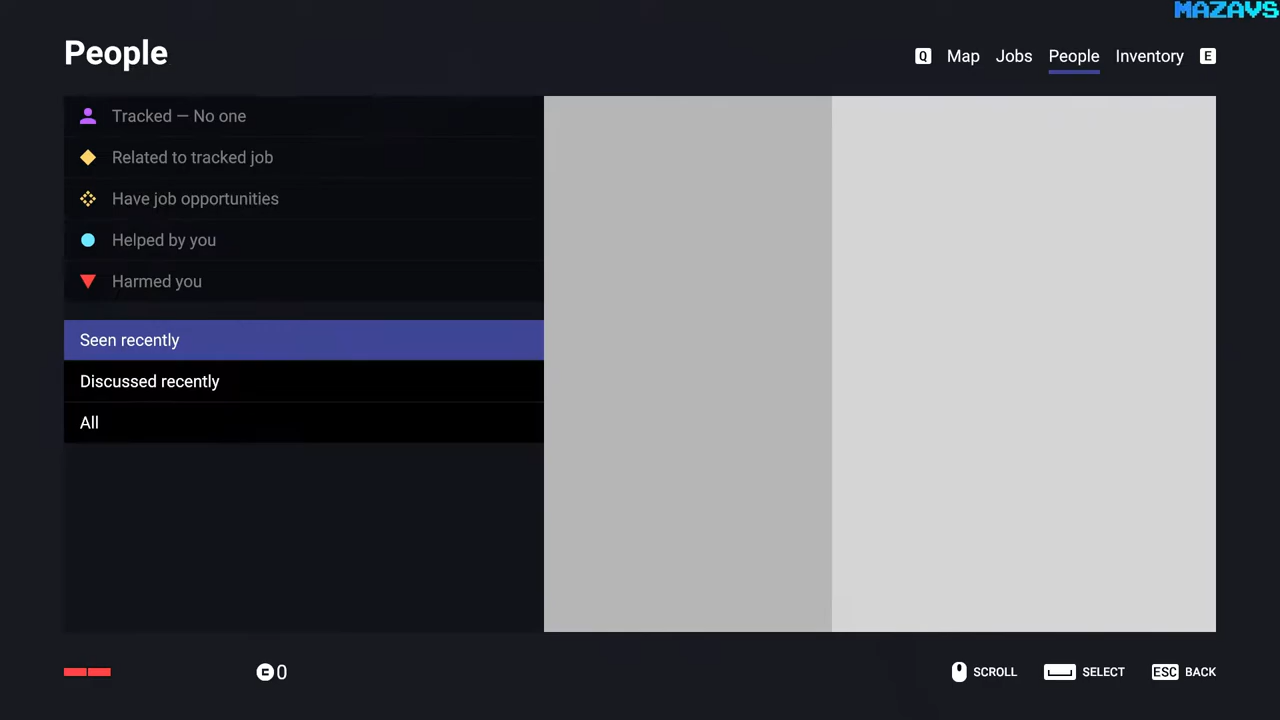 MAZAVS
People
Q Map Jobs People Inventory E
Tracked — No one
Related to tracked job
Have job opportunities
Helped by you
Harmed you
Seen recently
Discussed recently
All
0
SCROLL SELECT ESC BACK